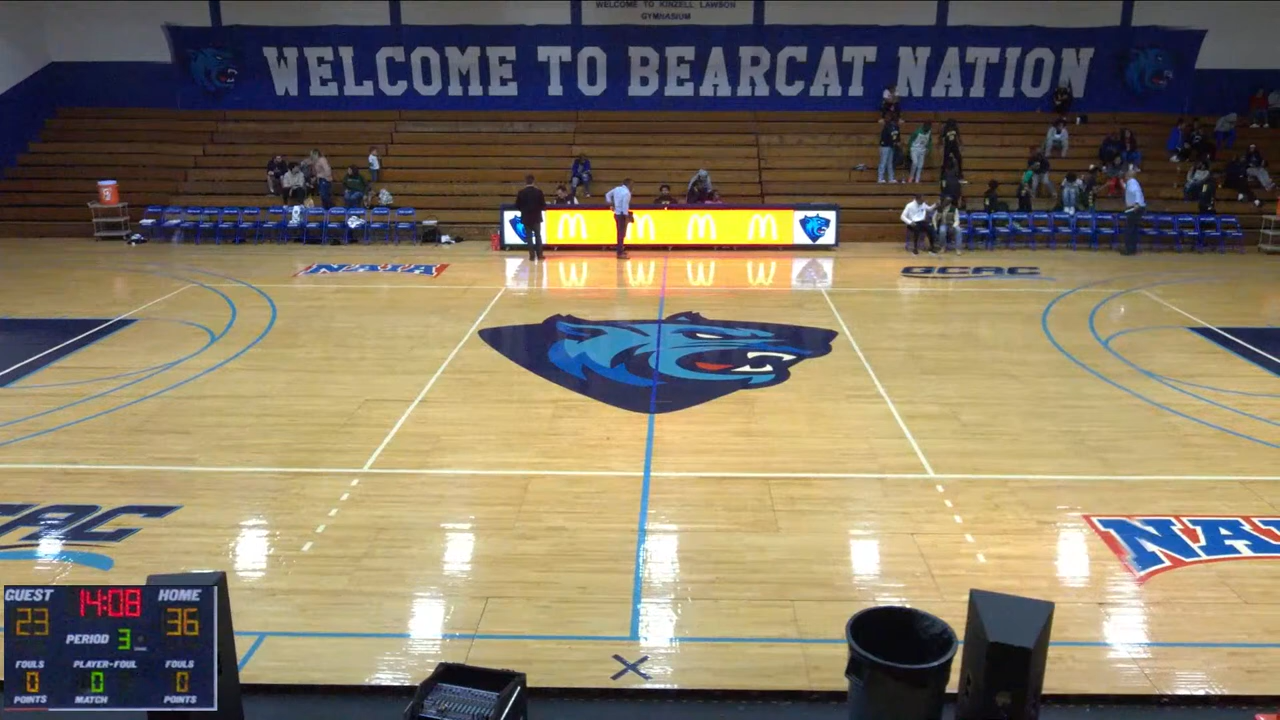 WELCOME TO KINZELL LAWSON
GYMNASIUM
WELCOME TO BEARCAT NATION
NAIA
GCAC
GCAC
NAI
GUEST 14:08 HOME
23 PERIOD 3 36
FOULS PLAYER-FOUL FOULS
0 0 0
POINTS MATCH POINTS